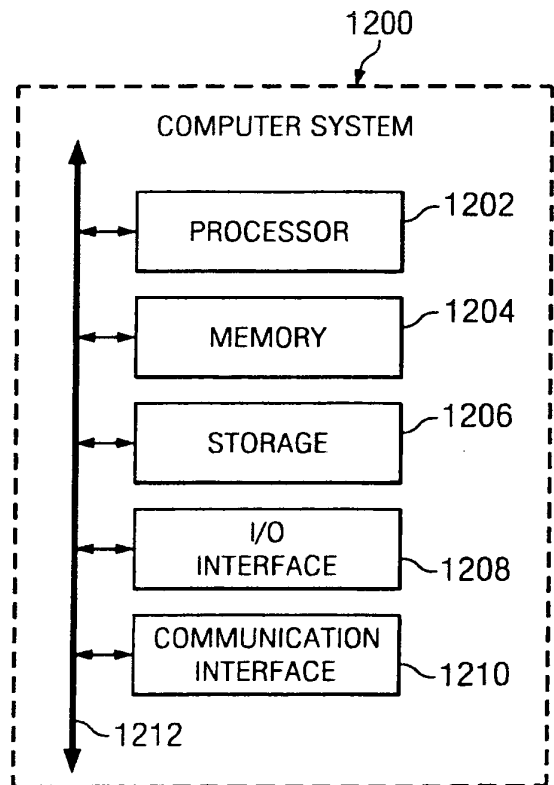 1200
COMPUTER SYSTEM
1202
PROCESSOR
1204
MEMORY
1206
STORAGE
I/O
INTERFACE
1208
COMMUNICATION
INTERFACE
1210
1212